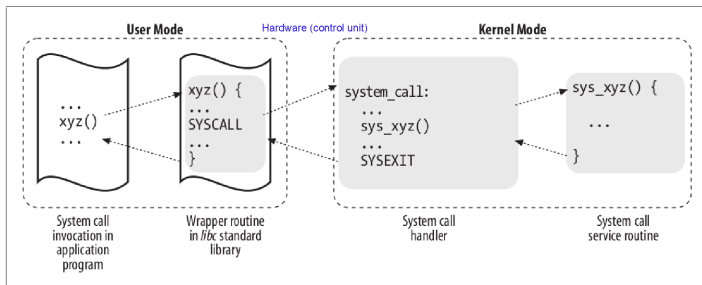 User Mode
Hardware (control unit)
Kernel Mode
...
xyz()
...
xyz() {
...
SYSCALL
...
}
system_call:
...
sys_xyz()
...
SYSEXIT
sys_xyz() {
...
}
System call
invocation in
application
program
Wrapper routine
in libc standard
library
System call
handler
System call
service routine